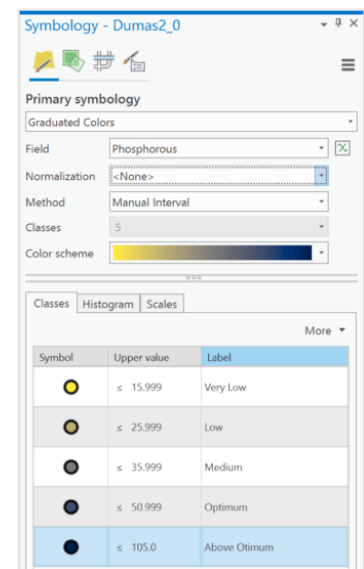 Symbology - Dumas2_0
Primary symbology
Graduated Colors
Field Phosphorous
Normalization <None>
Method Manual Interval
Classes 5
Color scheme
Classes Histogram Scales
More
Symbol Upper value Label
≤ 15.999 Very Low
≤ 25.999 Low
≤ 35.999 Medium
≤ 50.999 Optimum
≤ 105.0 Above Otimum